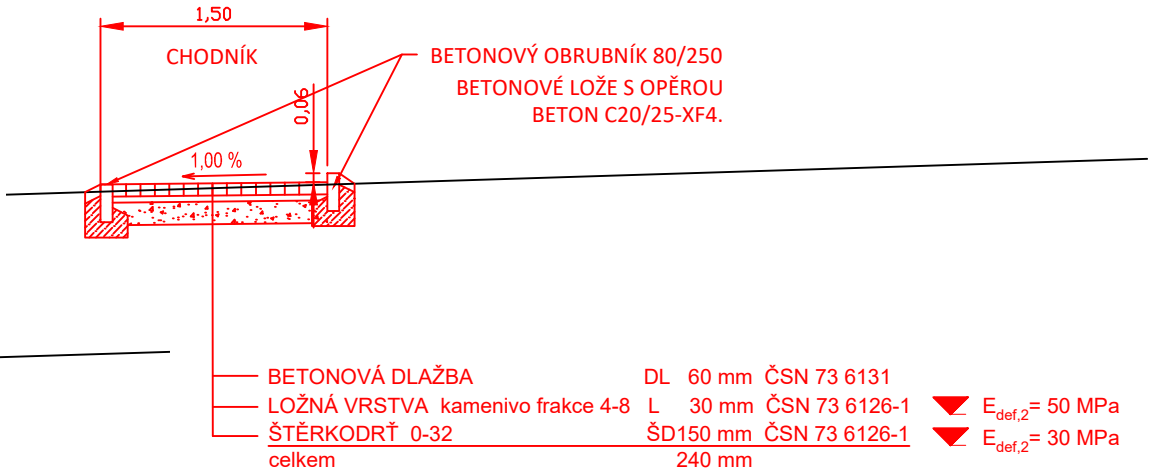 1,50
CHODNÍK
BETONOVÝ OBRUBNÍK 80/250
BETONOVÉ LOŽE S OPĚROU
BETON C20/25-XF4.
0,06
1,00 %
BETONOVÁ DLAŽBA DL 60 mm ČSN 73 6131
LOŽNÁ VRSTVA kamenivo frakce 4-8 L 30 mm ČSN 73 6126-1 Edef,2= 50 MPa
ŠTĚRKODRŤ 0-32 ŠD150 mm ČSN 73 6126-1 Edef,2= 30 MPa
celkem 240 mm